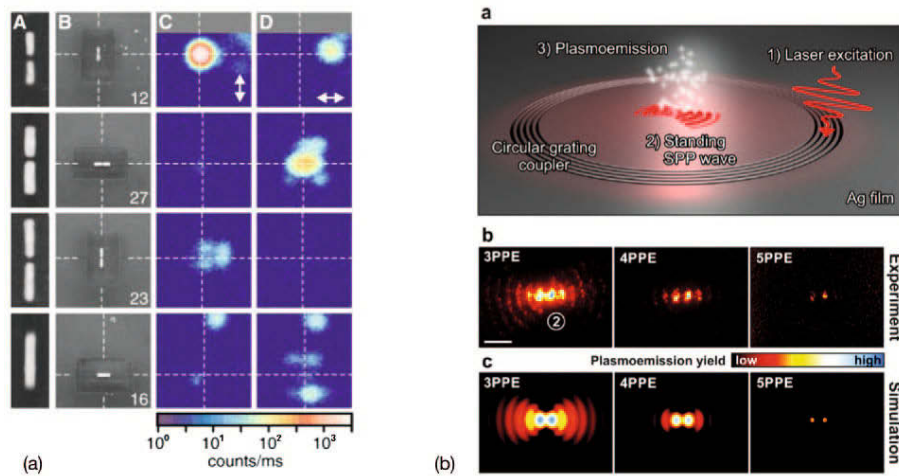 A B C D
12
27
23
16
10⁰ 10¹ 10² 10³
counts/ms
(a)
a
3) Plasmoemission
1) Laser excitation
Circular grating
coupler
2) Standing
SPP wave
Ag film
b
3PPE 4PPE 5PPE
2
Experiment
Plasmoemission yield low high
c
3PPE 4PPE 5PPE
Simulation
(b)